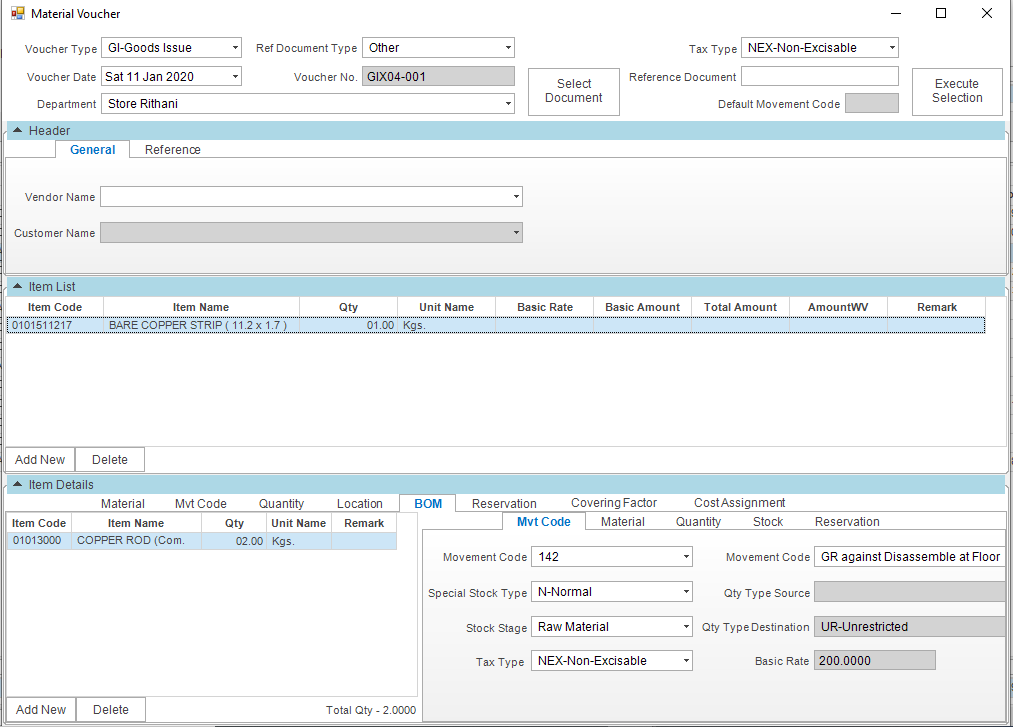 Material Voucher
Voucher Type GI-Goods Issue Ref Document Type Other Tax Type NEX-Non-Excisable
Voucher Date Sat 11 Jan 2020 Voucher No. GIX04-001 Select Document Reference Document Execute Selection
Department Store Rithani Default Movement Code
Header
General Reference
Vendor Name
Customer Name
Item List
Item Code Item Name Qty Unit Name Basic Rate Basic Amount Total Amount AmountWV Remark
0101511217 BARE COPPER STRIP ( 11.2 x 1.7 ) 01.00 Kgs.
Add New Delete
Item Details
Material Mvt Code Quantity Location BOM Reservation Covering Factor Cost Assignment
Item Code Item Name Qty Unit Name Remark
01013000 COPPER ROD (Com. 02.00 Kgs.
Mvt Code Material Quantity Stock Reservation
Movement Code 142 Movement Code GR against Disassemble at Floor
Special Stock Type N-Normal Qty Type Source
Stock Stage Raw Material Qty Type Destination UR-Unrestricted
Tax Type NEX-Non-Excisable Basic Rate 200.0000
Add New Delete Total Qty - 2.0000